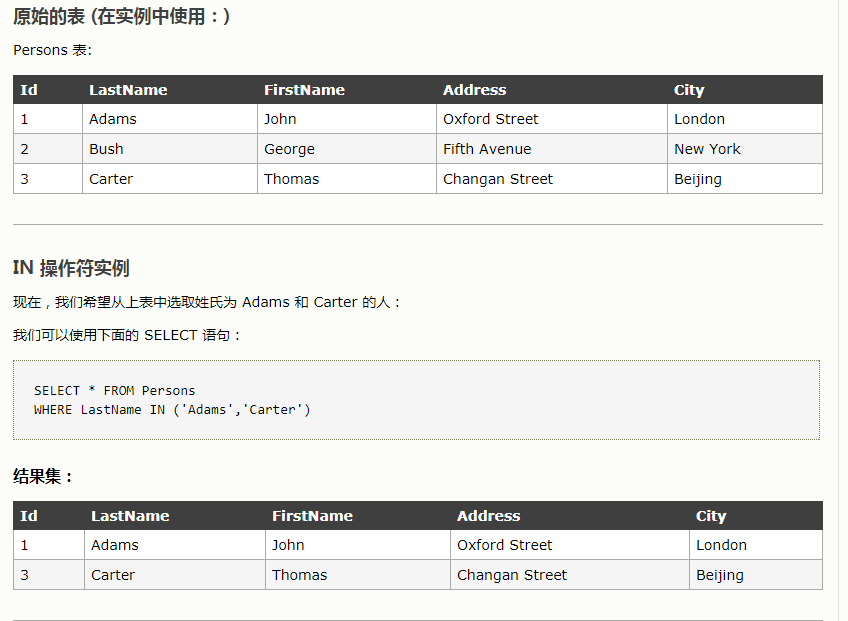 原始的表 (在实例中使用：)
Persons 表:
Id LastName FirstName Address City
1 Adams John Oxford Street London
2 Bush George Fifth Avenue New York
3 Carter Thomas Changan Street Beijing
IN 操作符实例
现在，我们希望从上表中选取姓氏为 Adams 和 Carter 的人：
我们可以使用下面的 SELECT 语句：
SELECT * FROM Persons
WHERE LastName IN ('Adams','Carter')
结果集：
Id LastName FirstName Address City
1 Adams John Oxford Street London
3 Carter Thomas Changan Street Beijing